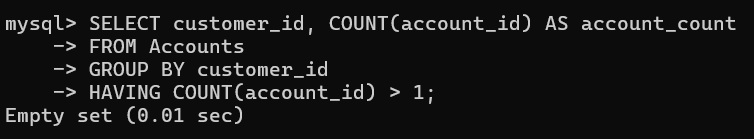 mysql> SELECT customer_id, COUNT(account_id) AS account_count
    -> FROM Accounts
    -> GROUP BY customer_id
    -> HAVING COUNT(account_id) > 1;
Empty set (0.01 sec)